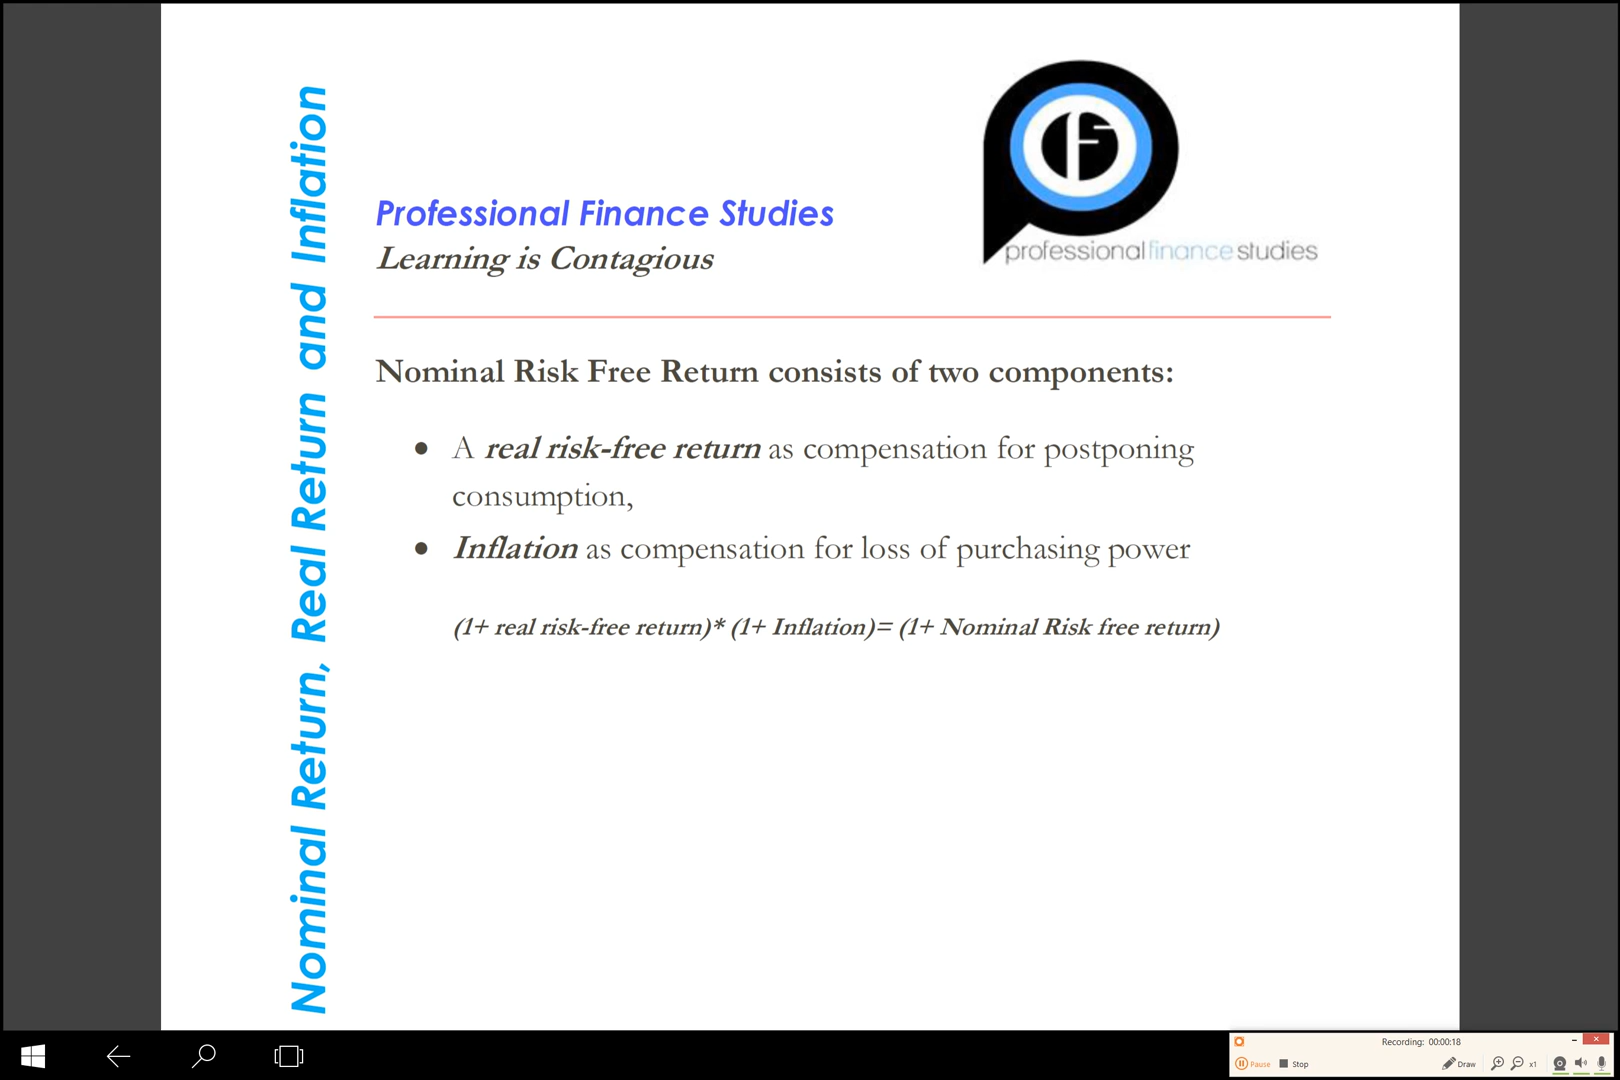 Nominal Return, Real Return and Inflation
Professional Finance Studies
Learning is Contagious
fs
professionalfinancestudies
Nominal Risk Free Return consists of two components:
• A real risk-free return as compensation for postponing
consumption,
• Inflation as compensation for loss of purchasing power
(1+ real risk-free return)* (1+ Inflation)= (1+ Nominal Risk free return)
Recording: 00:00:18
Pause Stop Draw x1